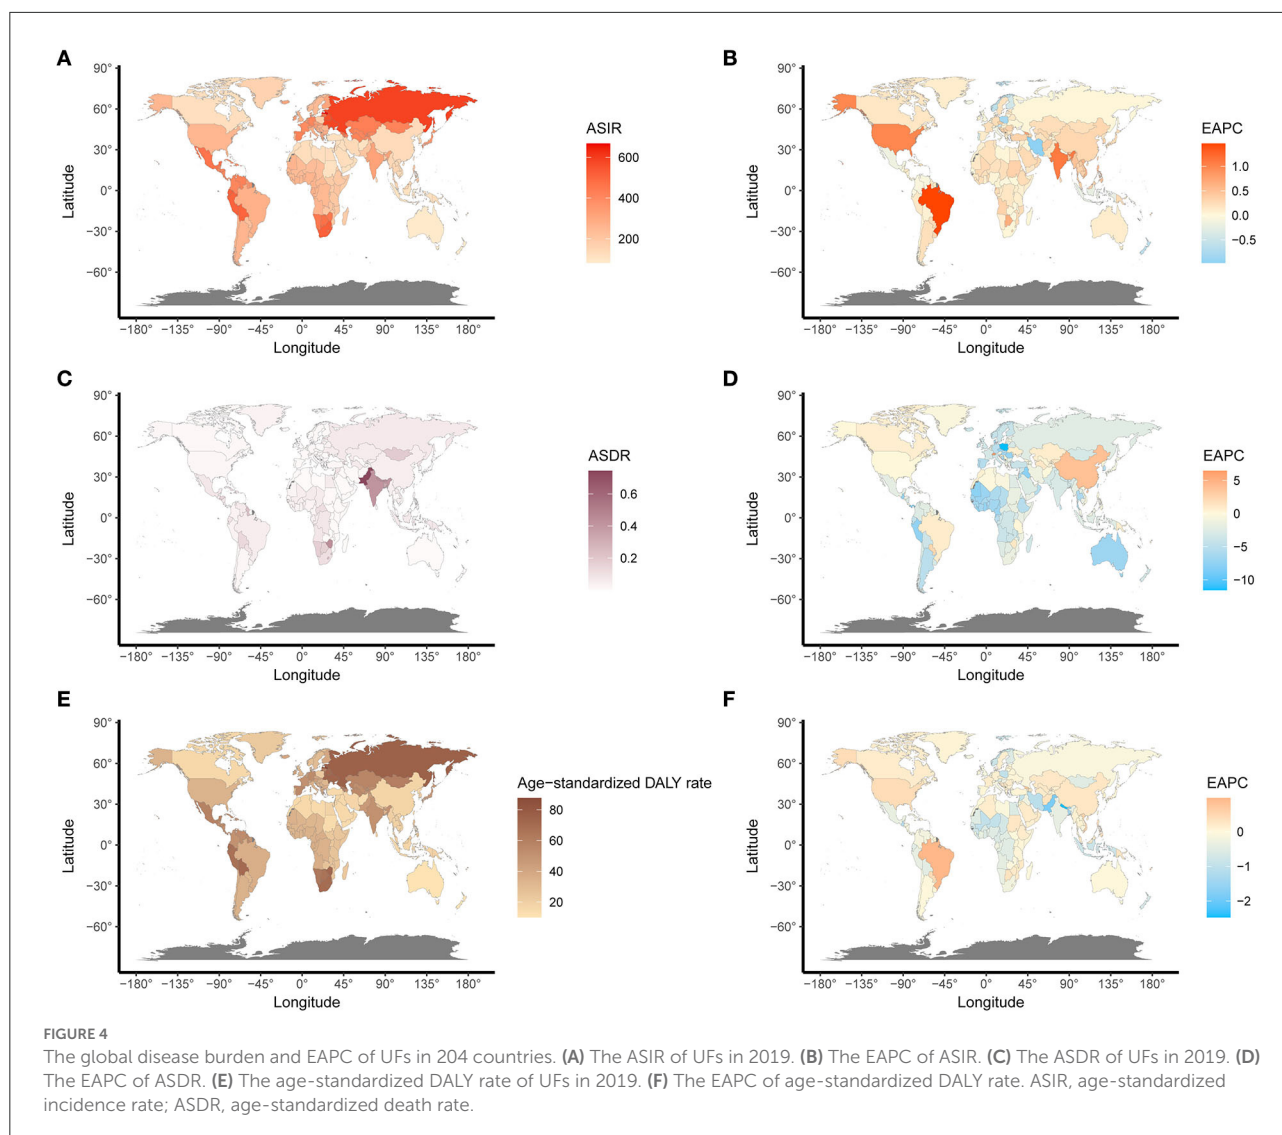 A
90°
60°
30°
0°
−30°
−60°
Latitude
−180° −135° −90° −45° 0° 45° 90° 135° 180°
Longitude
ASIR
600
400
200
B
90°
60°
30°
0°
−30°
−60°
Latitude
−180° −135° −90° −45° 0° 45° 90° 135° 180°
Longitude
EAPC
1.0
0.5
0.0
−0.5
C
90°
60°
30°
0°
−30°
−60°
Latitude
−180° −135° −90° −45° 0° 45° 90° 135° 180°
Longitude
ASDR
0.6
0.4
0.2
D
90°
60°
30°
0°
−30°
−60°
Latitude
−180° −135° −90° −45° 0° 45° 90° 135° 180°
Longitude
EAPC
5
0
−5
−10
E
90°
60°
30°
0°
−30°
−60°
Latitude
−180° −135° −90° −45° 0° 45° 90° 135° 180°
Longitude
Age−standardized DALY rate
80
60
40
20
F
90°
60°
30°
0°
−30°
−60°
Latitude
−180° −135° −90° −45° 0° 45° 90° 135° 180°
Longitude
EAPC
0
−1
−2
FIGURE 4
The global disease burden and EAPC of UFs in 204 countries. (A) The ASIR of UFs in 2019. (B) The EAPC of ASIR. (C) The ASDR of UFs in 2019. (D)
The EAPC of ASDR. (E) The age-standardized DALY rate of UFs in 2019. (F) The EAPC of age-standardized DALY rate. ASIR, age-standardized
incidence rate; ASDR, age-standardized death rate.